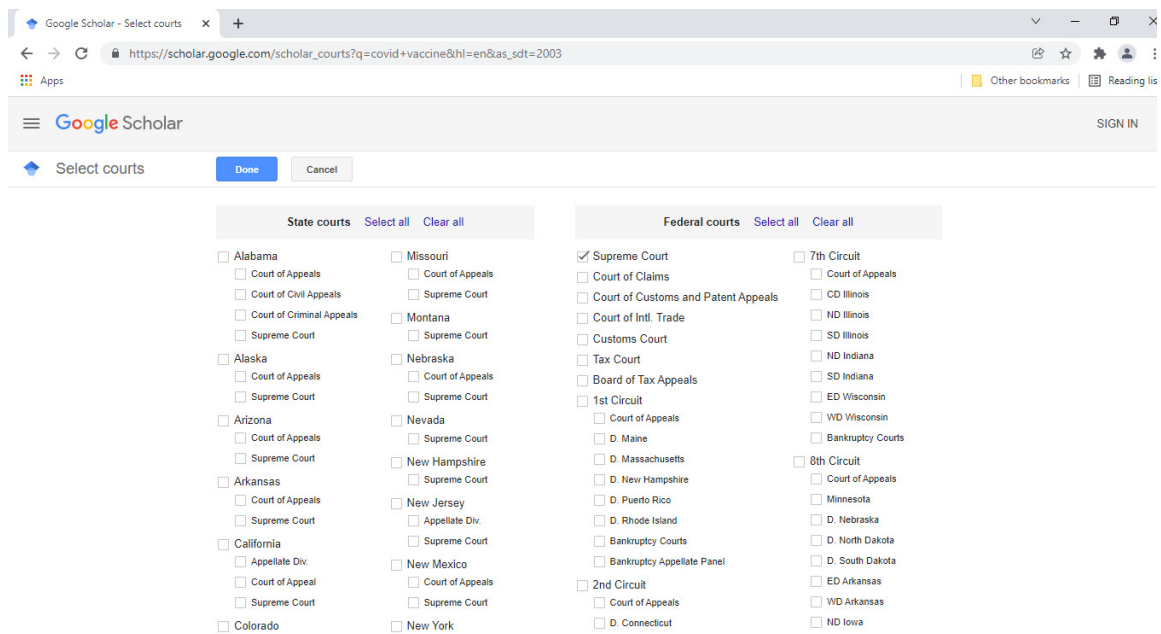 Google Scholar - Select courts
https://scholar.google.com/scholar_courts?q=covid+vaccine&hl=en&as_sdt=2003
Apps
Other bookmarks
Reading lis
Google Scholar
SIGN IN
Select courts
Done
Cancel
State courts Select all Clear all
Alabama
Court of Appeals
Court of Civil Appeals
Court of Criminal Appeals
Supreme Court
Alaska
Court of Appeals
Supreme Court
Arizona
Court of Appeals
Supreme Court
Arkansas
Court of Appeals
Supreme Court
California
Appellate Div.
Court of Appeal
Supreme Court
Colorado
Missouri
Court of Appeals
Supreme Court
Montana
Supreme Court
Nebraska
Court of Appeals
Supreme Court
Nevada
Supreme Court
New Hampshire
Supreme Court
New Jersey
Appellate Div.
Supreme Court
New Mexico
Court of Appeals
Supreme Court
New York
Federal courts Select all Clear all
Supreme Court
Court of Claims
Court of Customs and Patent Appeals
Court of Intl. Trade
Customs Court
Tax Court
Board of Tax Appeals
1st Circuit
Court of Appeals
D. Maine
D. Massachusetts
D. New Hampshire
D. Puerto Rico
D. Rhode Island
Bankruptcy Courts
Bankruptcy Appellate Panel
2nd Circuit
Court of Appeals
D. Connecticut
7th Circuit
Court of Appeals
CD Illinois
ND Illinois
SD Illinois
ND Indiana
SD Indiana
ED Wisconsin
WD Wisconsin
Bankruptcy Courts
8th Circuit
Court of Appeals
Minnesota
D. Nebraska
D. North Dakota
D. South Dakota
ED Arkansas
WD Arkansas
ND Iowa